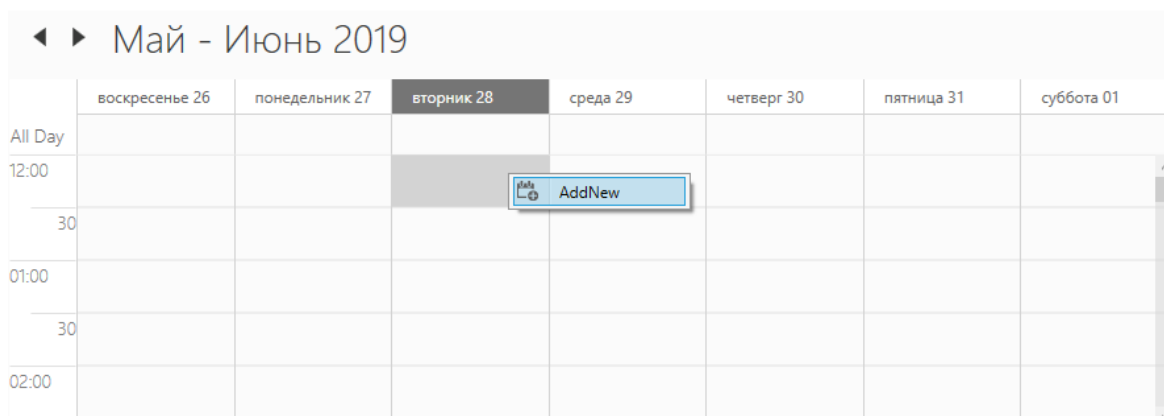 Май - Июнь 2019
воскресенье 26 понедельник 27 вторник 28 среда 29 четверг 30 пятница 31 суббота 01
All Day
12:00
AddNew
30
01:00
30
02:00